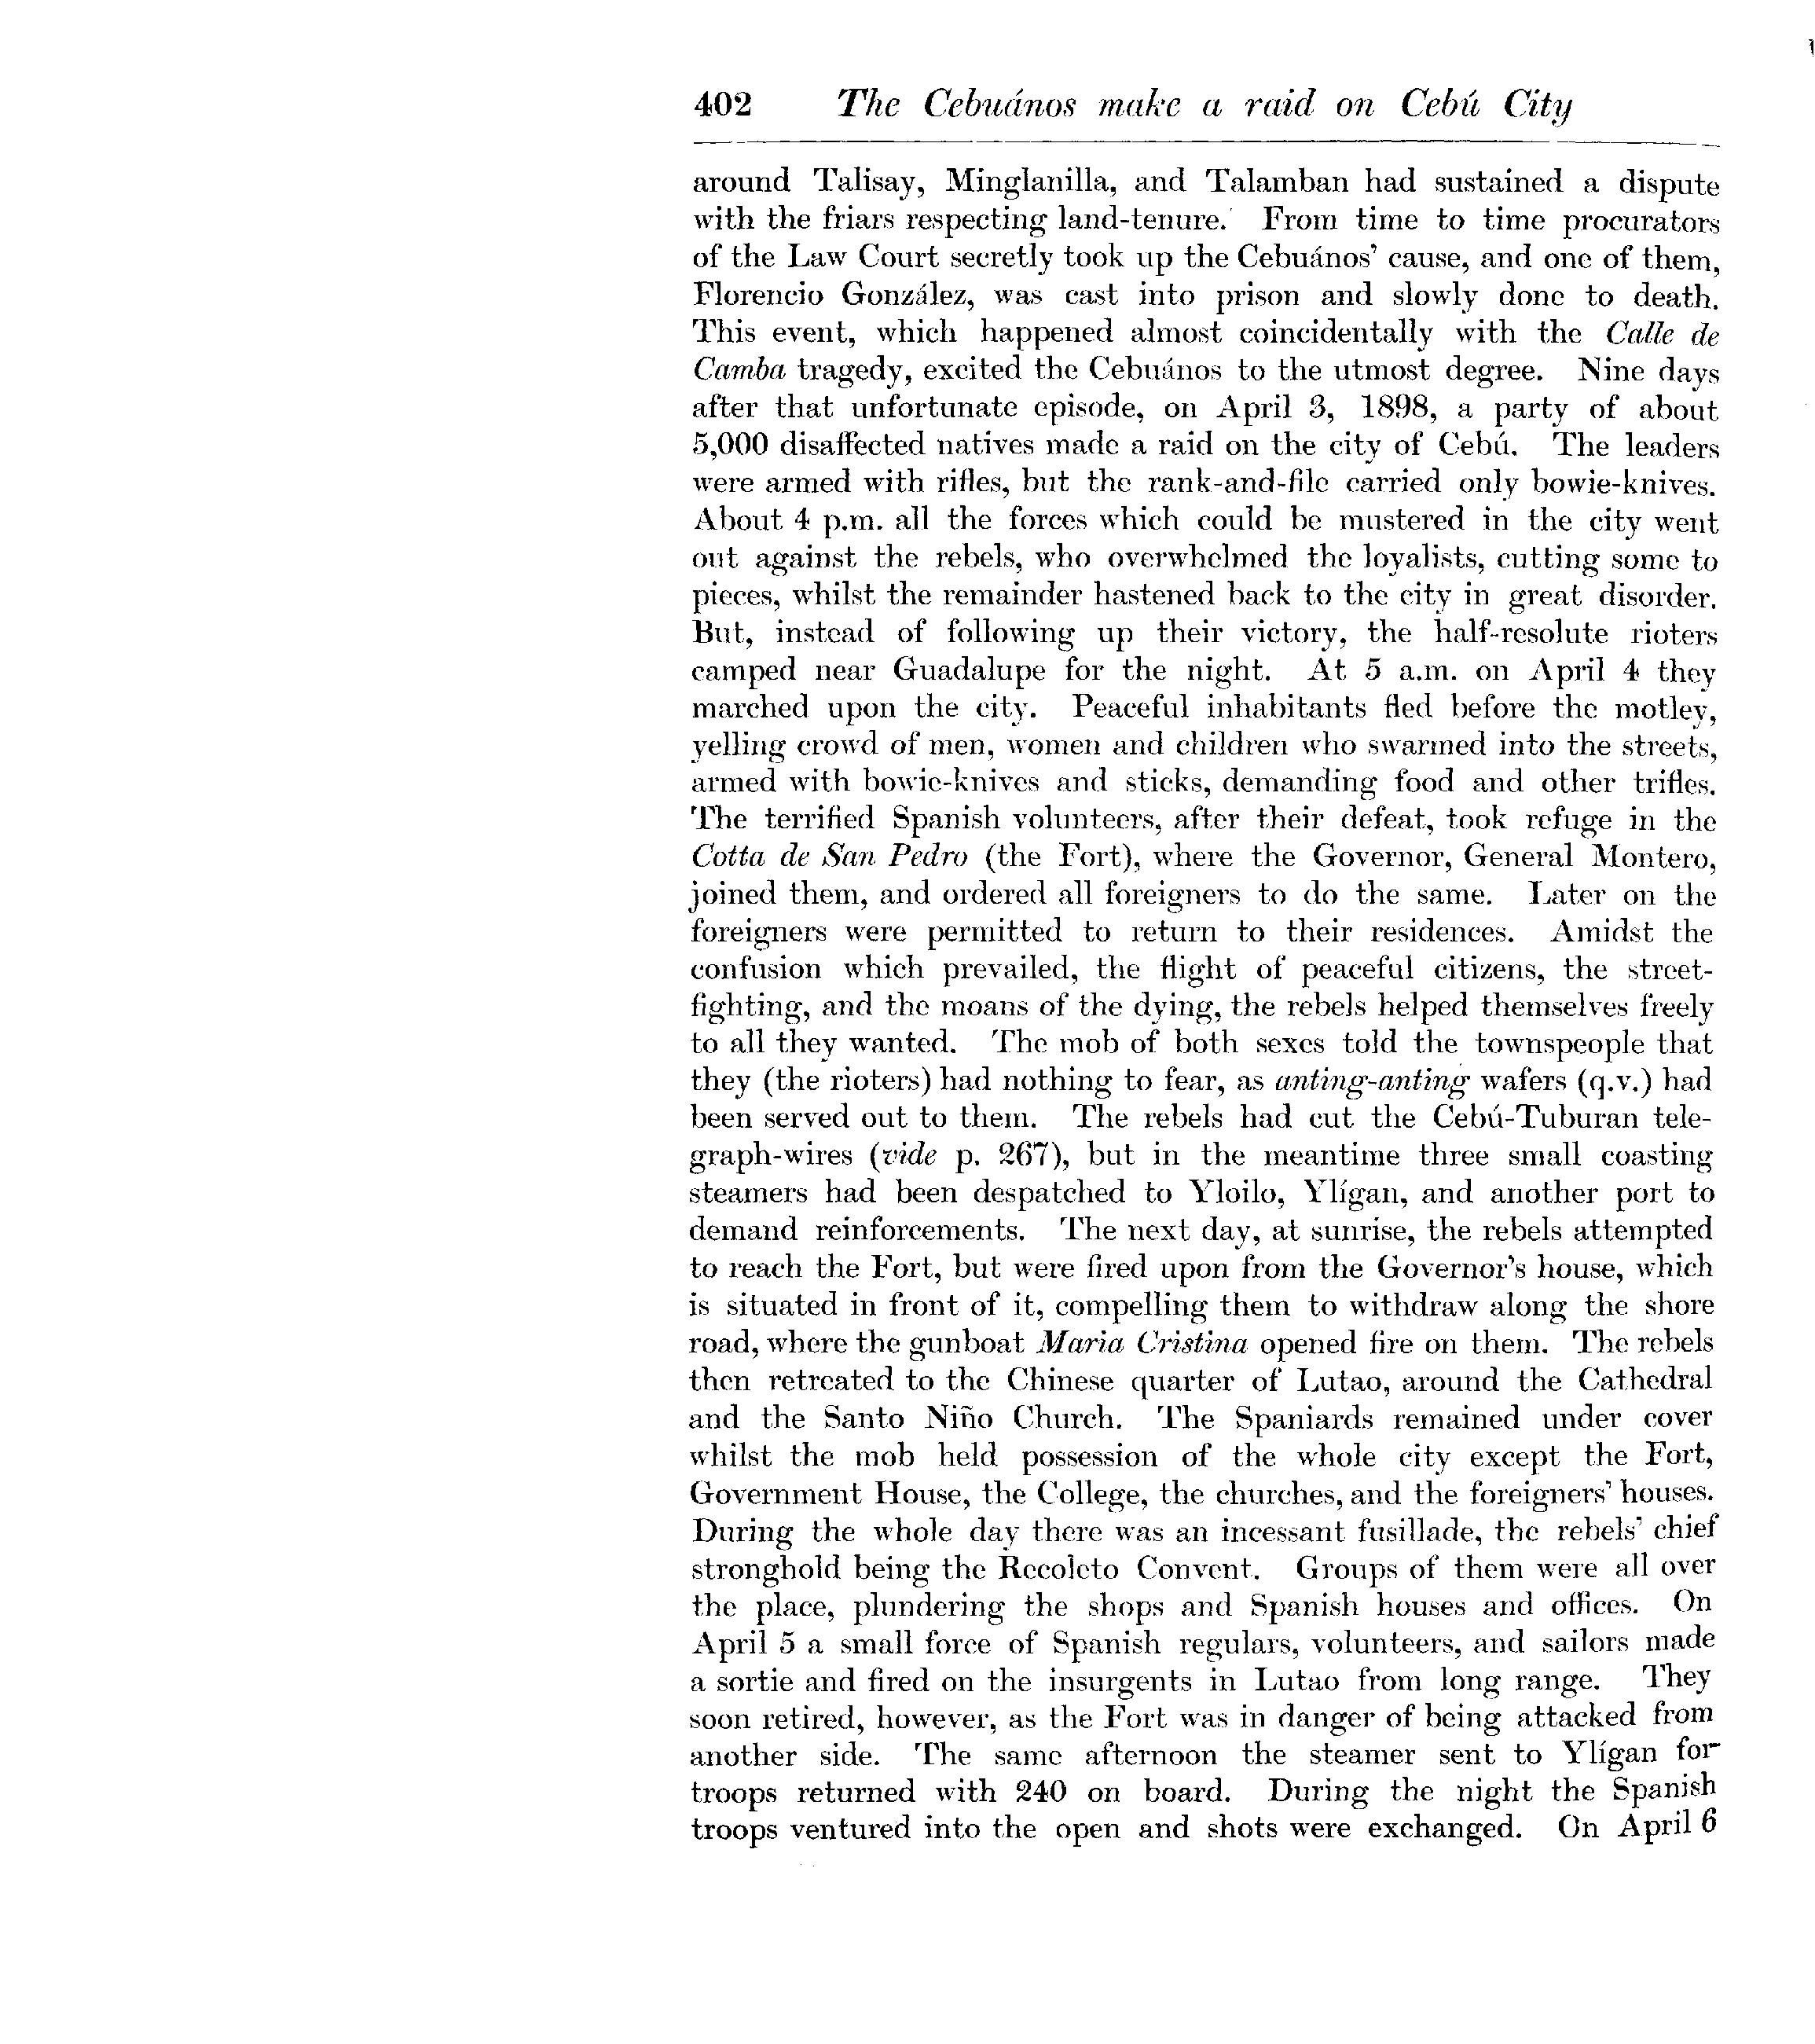 402 The Cebuános make a raid on Cebú City
around Talisay, Minglanilla, and Talamban had sustained a dispute
with the friars respecting land-tenure. From time to time procurators
of the Law Court secretly took up the Cebuános' cause, and one of them,
Florencio González, was cast into prison and slowly done to death.
This event, which happened almost coincidentally with the Calle de
Camba tragedy, excited the Cebuános to the utmost degree. Nine days
after that unfortunate episode, on April 3, 1898, a party of about
5,000 disaffected natives made a raid on the city of Cebú. The leaders
were armed with rifles, but the rank-and-file carried only bowie-knives.
About 4 p.m. all the forces which could be mustered in the city went
out against the rebels, who overwhelmed the loyalists, cutting some to
pieces, whilst the remainder hastened back to the city in great disorder.
But, instead of following up their victory, the half-resolute rioters
camped near Guadalupe for the night. At 5 a.m. on April 4 they
marched upon the city. Peaceful inhabitants fled before the motley,
yelling crowd of men, women and children who swarmed into the streets,
armed with bowie-knives and sticks, demanding food and other trifles.
The terrified Spanish volunteers, after their defeat, took refuge in the
Cotta de San Pedro (the Fort), where the Governor, General Montero,
joined them, and ordered all foreigners to do the same. Later on the
foreigners were permitted to return to their residences. Amidst the
confusion which prevailed, the flight of peaceful citizens, the street-
fighting, and the moans of the dying, the rebels helped themselves freely
to all they wanted. The mob of both sexes told the townspeople that
they (the rioters) had nothing to fear, as anting-anting wafers (q.v.) had
been served out to them. The rebels had cut the Cebú-Tuburan tele-
graph-wires (vide p. 267), but in the meantime three small coasting
steamers had been despatched to Yloilo, Ylígan, and another port to
demand reinforcements. The next day, at sunrise, the rebels attempted
to reach the Fort, but were fired upon from the Governor's house, which
is situated in front of it, compelling them to withdraw along the shore
road, where the gunboat Maria Cristina opened fire on them. The rebels
then retreated to the Chinese quarter of Lutao, around the Cathedral
and the Santo Niño Church. The Spaniards remained under cover
whilst the mob held possession of the whole city except the Fort,
Government House, the College, the churches, and the foreigners' houses.
During the whole day there was an incessant fusillade, the rebels' chief
stronghold being the Recoleto Convent. Groups of them were all over
the place, plundering the shops and Spanish houses and offices. On
April 5 a small force of Spanish regulars, volunteers, and sailors made
a sortie and fired on the insurgents in Lutao from long range. They
soon retired, however, as the Fort was in danger of being attacked from
another side. The same afternoon the steamer sent to Ylígan for
troops returned with 240 on board. During the night the Spanish
troops ventured into the open and shots were exchanged. On April 6